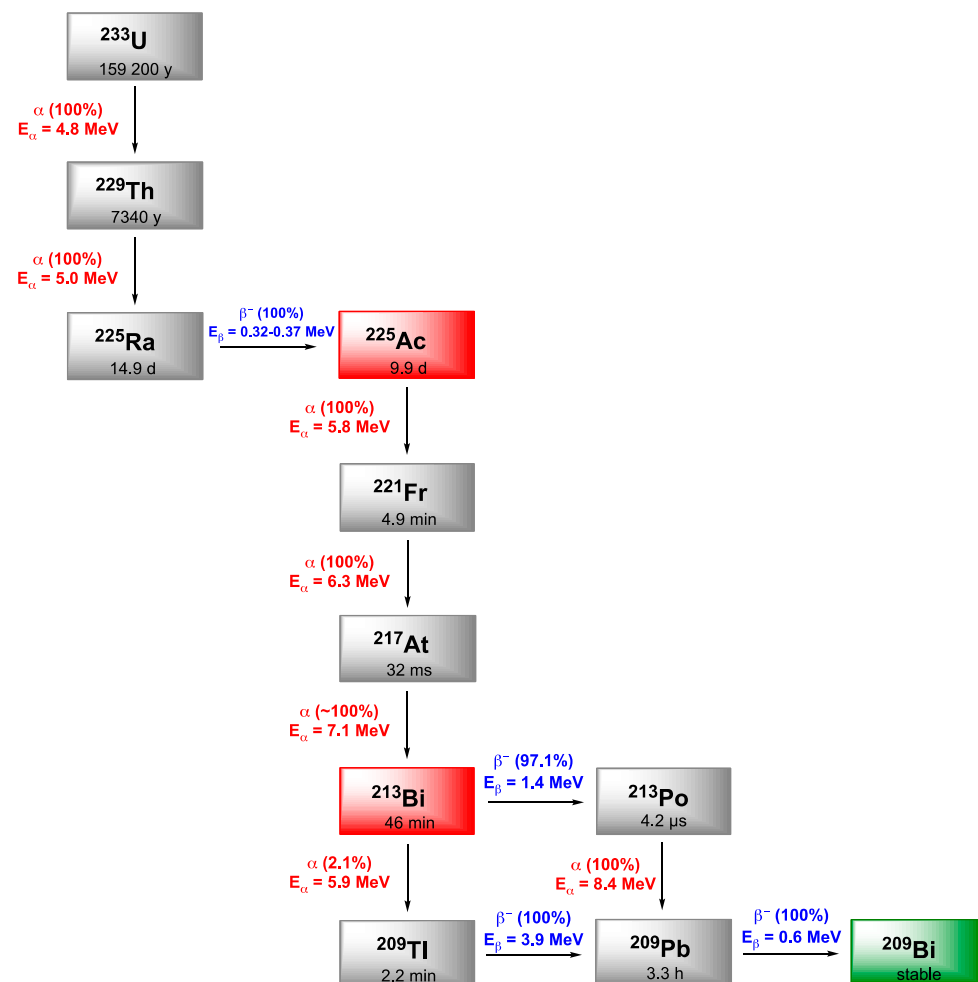 ²³³U
159 200 y
α (100%)
Eα = 4.8 MeV
²²⁹Th
7340 y
α (100%)
Eα = 5.0 MeV
²²⁵Ra
14.9 d
β⁻ (100%)
Eβ = 0.32-0.37 MeV
²²⁵Ac
9.9 d
α (100%)
Eα = 5.8 MeV
²²¹Fr
4.9 min
α (100%)
Eα = 6.3 MeV
²¹⁷At
32 ms
α (~100%)
Eα = 7.1 MeV
²¹³Bi
46 min
β⁻ (97.1%)
Eβ = 1.4 MeV
²¹³Po
4.2 µs
α (2.1%)
Eα = 5.9 MeV
α (100%)
Eα = 8.4 MeV
²⁰⁹Tl
2.2 min
β⁻ (100%)
Eβ = 3.9 MeV
²⁰⁹Pb
3.3 h
β⁻ (100%)
Eβ = 0.6 MeV
²⁰⁹Bi
stable